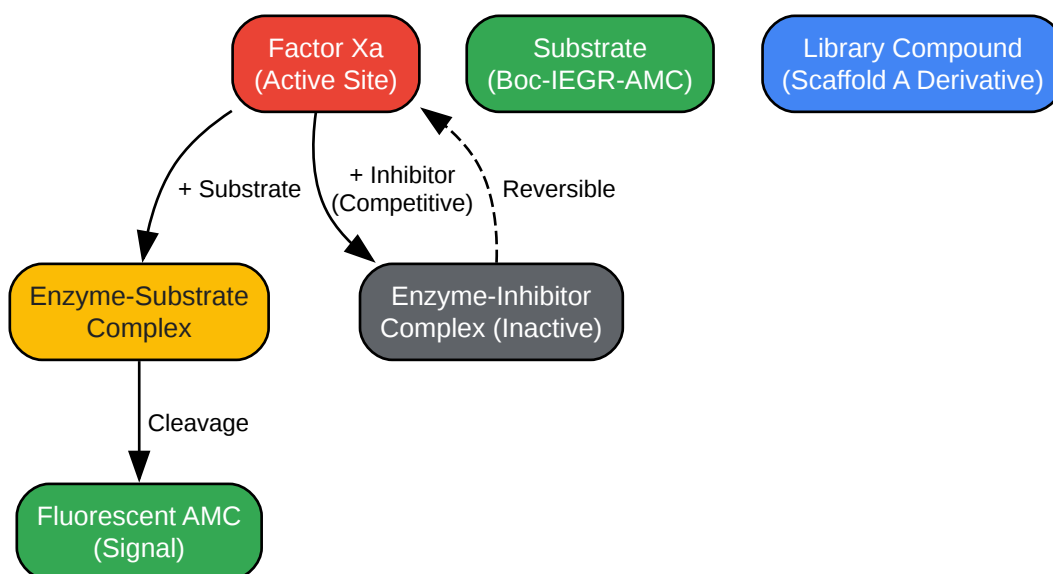 Factor Xa
(Active Site)
Substrate
(Boc-IEGR-AMC)
Library Compound
(Scaffold A Derivative)
+ Substrate
+ Inhibitor
(Competitive)
Reversible
Enzyme-Substrate
Complex
Enzyme-Inhibitor
Complex (Inactive)
Cleavage
Fluorescent AMC
(Signal)